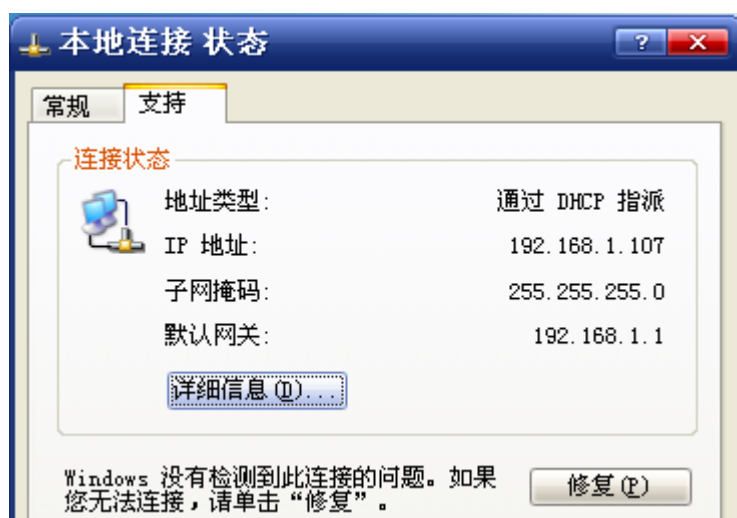 本地连接 状态
?
常规 支持
连接状态
地址类型: 通过 DHCP 指派
IP 地址: 192.168.1.107
子网掩码: 255.255.255.0
默认网关: 192.168.1.1
详细信息(D)...
Windows 没有检测到此连接的问题。如果
您无法连接，请单击“修复”。
修复(P)